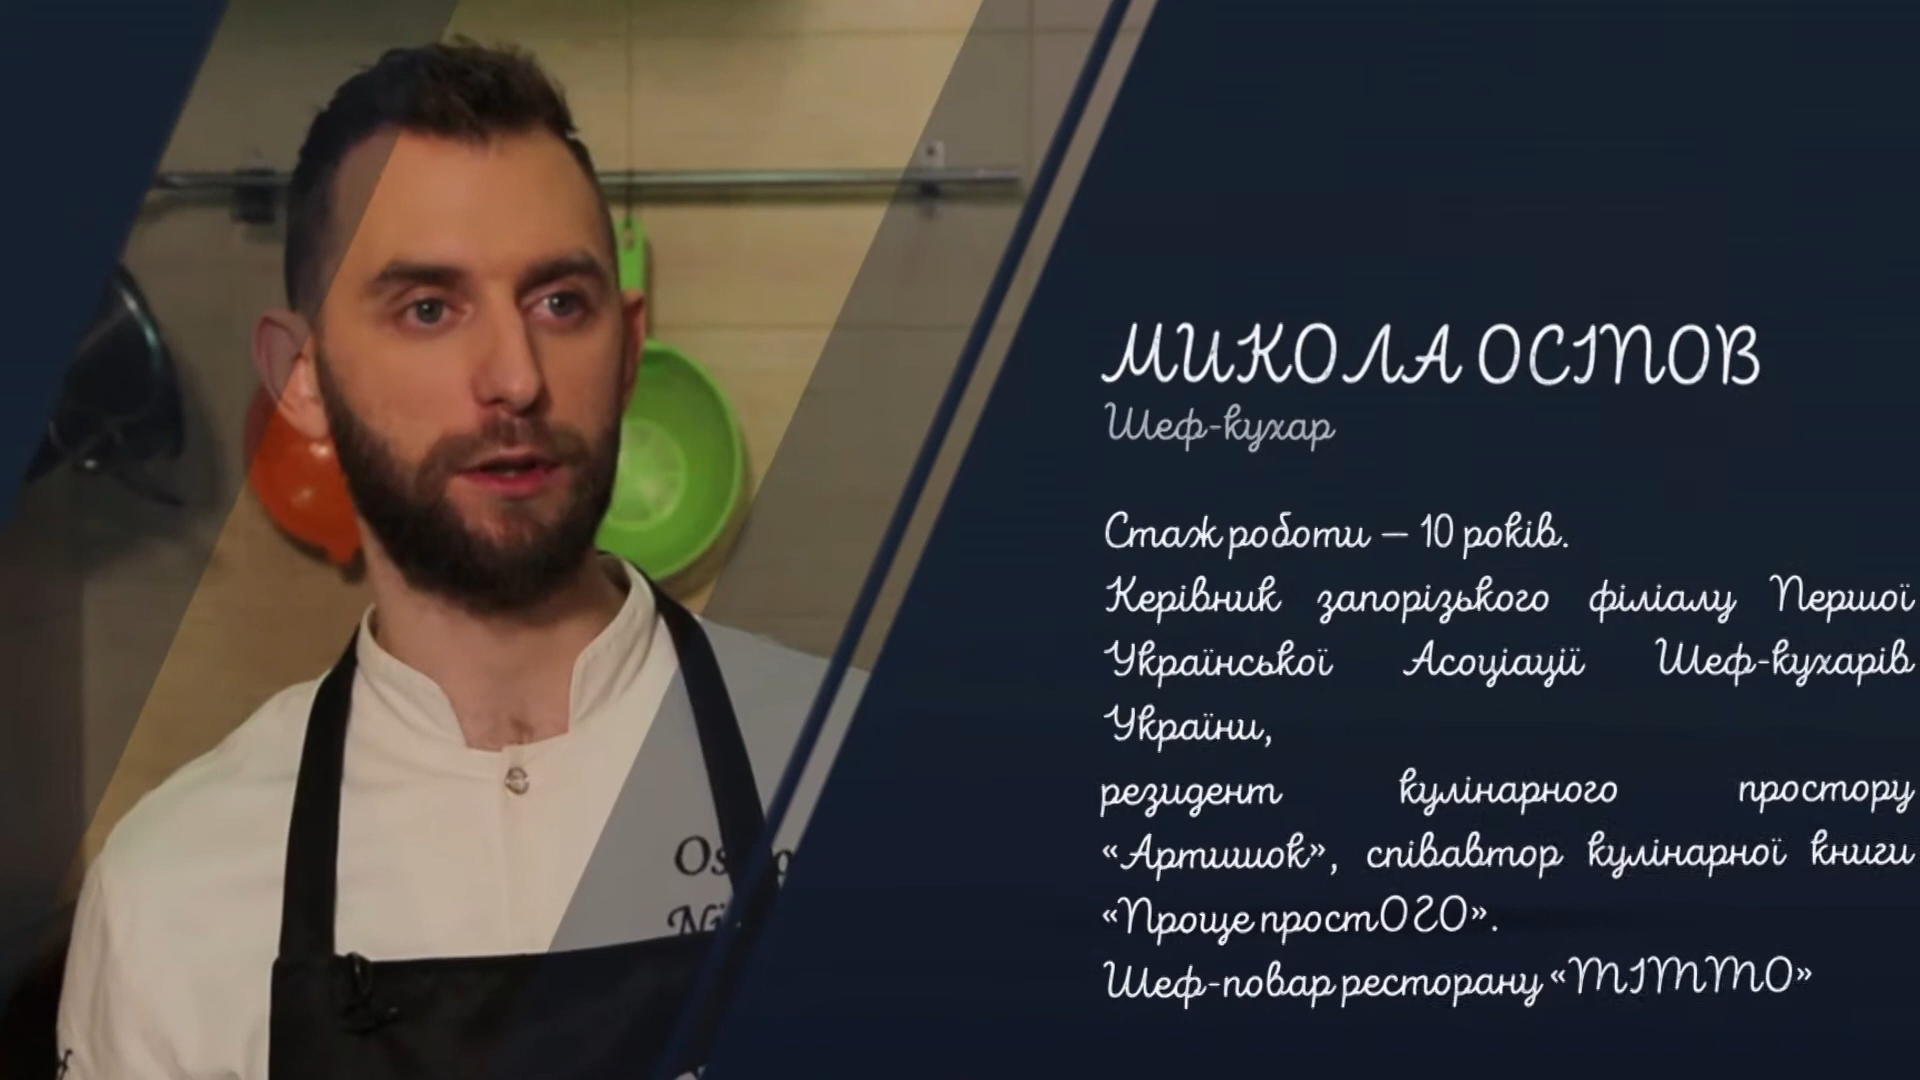 МИКОЛА ОСІПОВ
Шеф-кухар
Стаж роботи – 10 років.
Керівник запорізького філіалу Першої
Української Асоціації Шеф-кухарів
України,
резидент кулінарного простору
«Артишок», співавтор кулінарної книги
«Проще простОГО».
Шеф-повар ресторану «ТІТТО»